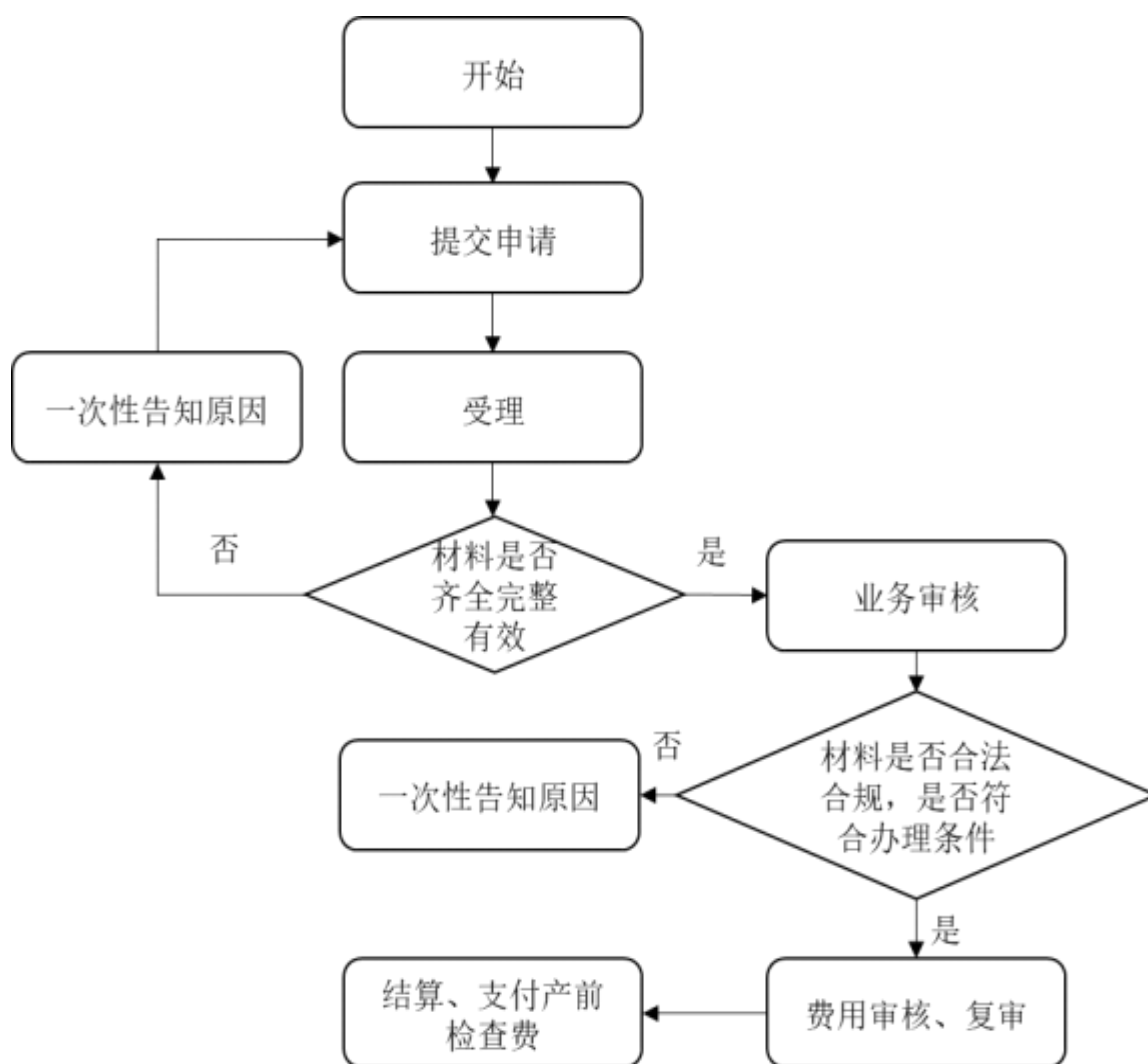 开始
提交申请
一次性告知原因
受理
否
材料是否
齐全完整
有效
是
业务审核
否
一次性告知原因
材料是否合法
合规，是否符
合办理条件
是
结算、支付产前
检查费
费用审核、复审